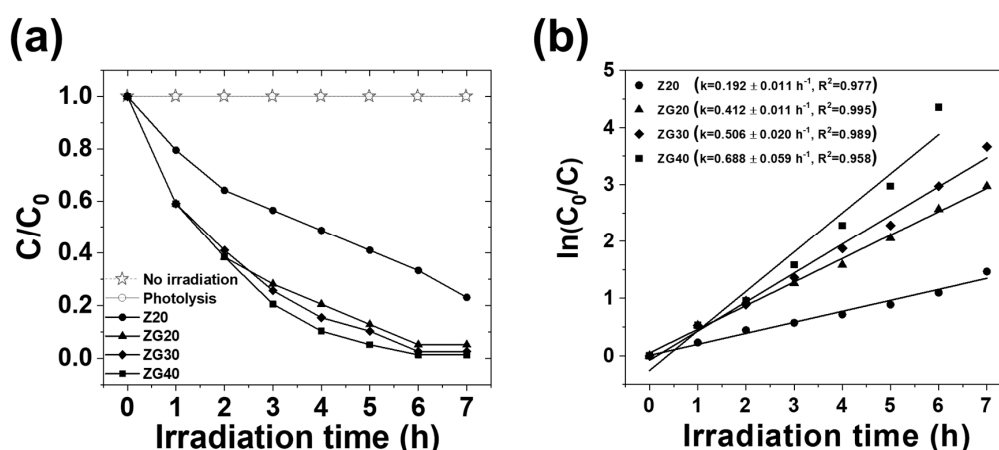 (a)
C/C0
1.0
0.8
0.6
0.4
0.2
0.0
No irradiation
Photolysis
Z20
ZG20
ZG30
ZG40
0 1 2 3 4 5 6 7
Irradiation time (h)
(b)
ln(C0/C)
5
4
3
2
1
0
Z20 (k=0.192 ± 0.011 h-1, R2=0.977)
ZG20 (k=0.412 ± 0.011 h-1, R2=0.995)
ZG30 (k=0.506 ± 0.020 h-1, R2=0.989)
ZG40 (k=0.688 ± 0.059 h-1, R2=0.958)
0 1 2 3 4 5 6 7
Irradiation time (h)